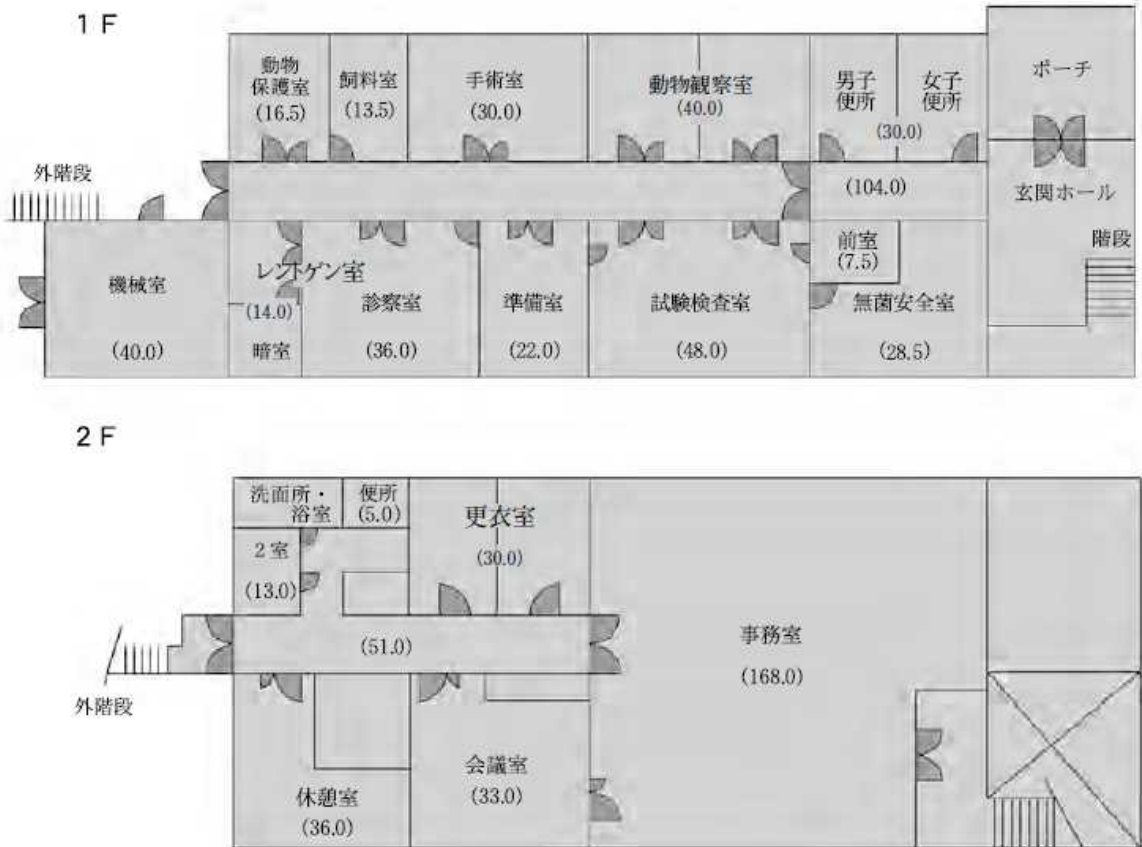 1F
動物
保護室
(16.5)
飼料室
(13.5)
手術室
(30.0)
動物観察室
(40.0)
男子
便所
女子
便所
(30.0)
ポーチ
外階段
(104.0)
玄関ホール
階段
機械室
(40.0)
レントゲン室
(14.0)
暗室
診察室
(36.0)
準備室
(22.0)
試験検査室
(48.0)
前室
(7.5)
無菌安全室
(28.5)
2F
洗面所・
浴室
便所
(5.0)
更衣室
(30.0)
2室
(13.0)
(51.0)
事務室
(168.0)
外階段
休憩室
(36.0)
会議室
(33.0)